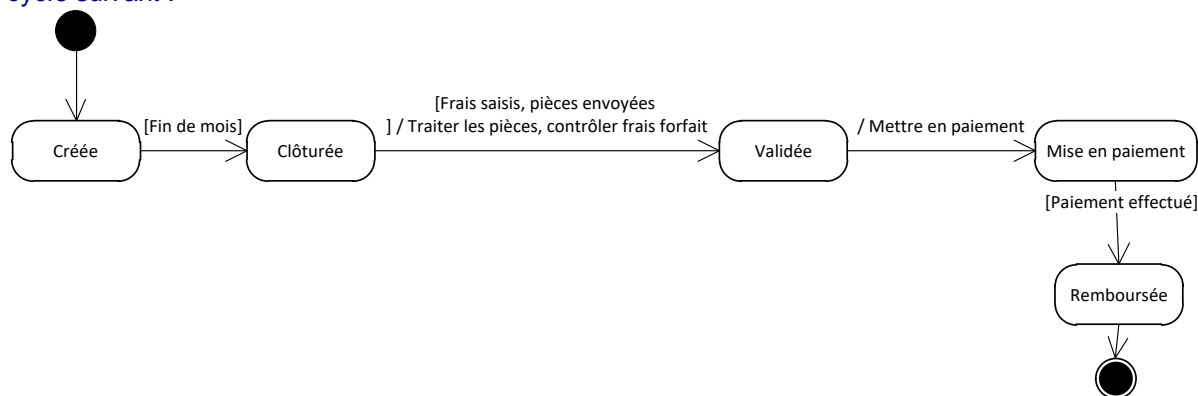 cycle suivant :
[Frais saisis, pièces envoyées
[Fin de mois]
] / Traiter les pièces, contrôler frais forfait
/ Mettre en paiement
Créée
Clôturée
Validée
Mise en paiement
[Paiement effectué]
Remboursée